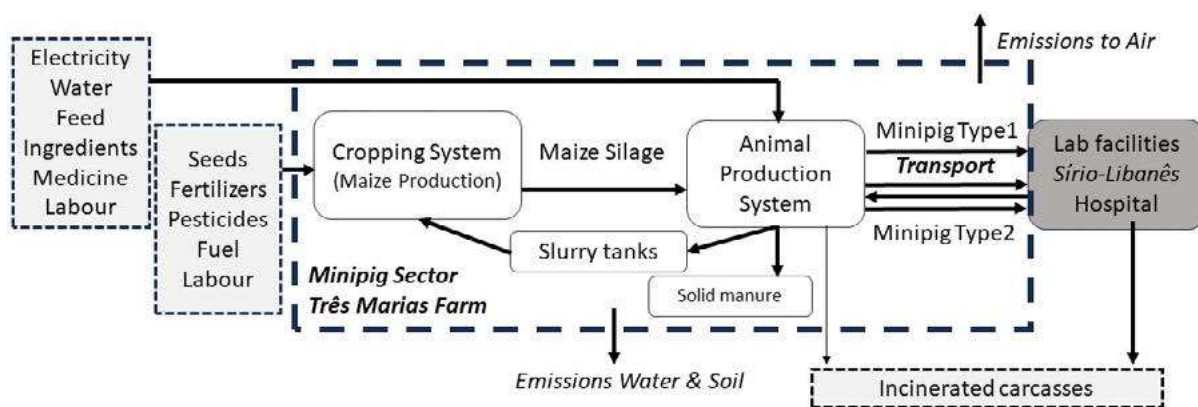 Electricity
Water
Feed
Ingredients
Medicine
Labour
Seeds
Fertilizers
Pesticides
Fuel
Labour
Cropping System
(Maize Production)
Maize Silage
Animal
Production
System
Slurry tanks
Solid manure
Minipig Sector
Três Marias Farm
Emissions to Air
Minipig Type1
Transport
Minipig Type2
Lab facilities
Sírio-Libanês
Hospital
Emissions Water & Soil
Incinerated carcasses